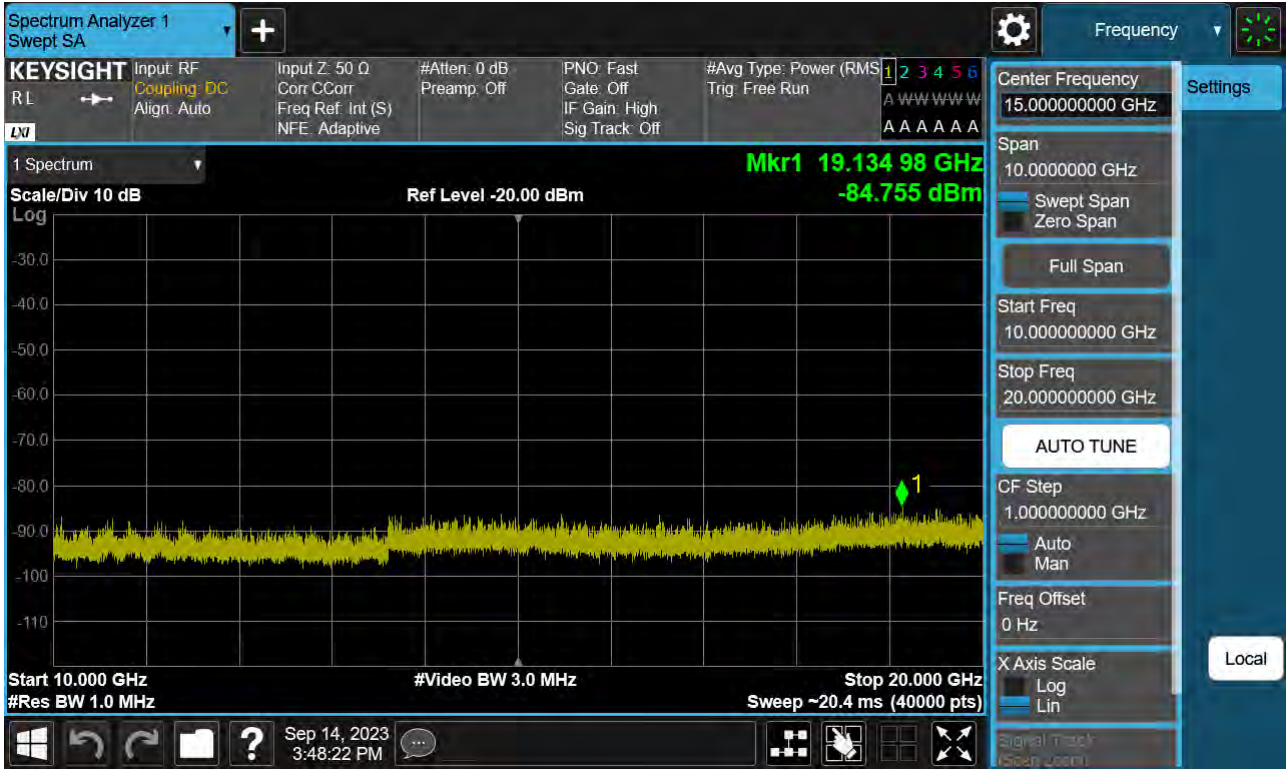 Spectrum Analyzer 1
Swept SA
Frequency
KEYSIGHT
RL
LXI
Input: RF
Coupling: DC
Align: Auto
Input Z: 50 Ω
Corr CCorr
Freq Ref: Int (S)
NFE: Adaptive
#Atten: 0 dB
Preamp: Off
PNO: Fast
Gate: Off
IF Gain: High
Sig Track: Off
#Avg Type: Power (RMS
Trig: Free Run
1 2 3 4 5 6
A W W W W W
A A A A A A
1 Spectrum
Scale/Div 10 dB
Log
Ref Level -20.00 dBm
Mkr1 19.134 98 GHz
-84.755 dBm
-30.0
-40.0
-50.0
-60.0
-70.0
-80.0
1
-90.0
-100
-110
Start 10.000 GHz
#Res BW 1.0 MHz
#Video BW 3.0 MHz
Stop 20.000 GHz
Sweep ~20.4 ms (40000 pts)
Sep 14, 2023
3:48:22 PM
Center Frequency
15.000000000 GHz
Settings
Span
10.0000000 GHz
Swept Span
Zero Span
Full Span
Start Freq
10.000000000 GHz
Stop Freq
20.000000000 GHz
AUTO TUNE
CF Step
1.000000000 GHz
Auto
Man
Freq Offset
0 Hz
X Axis Scale
Log
Lin
Local
Signal Track
(Span Zoom)